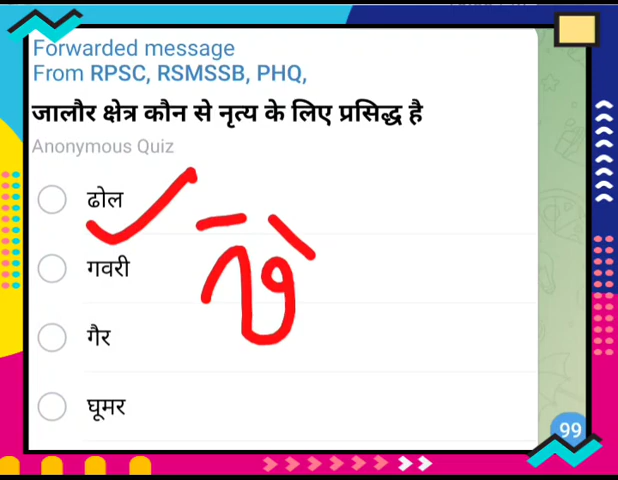 Forwarded message
From RPSC, RSMSSB, PHQ,
जालौर क्षेत्र कौन से नृत्य के लिए प्रसिद्ध है
Anonymous Quiz
ढोल
गवरी
गैर
घूमर
99